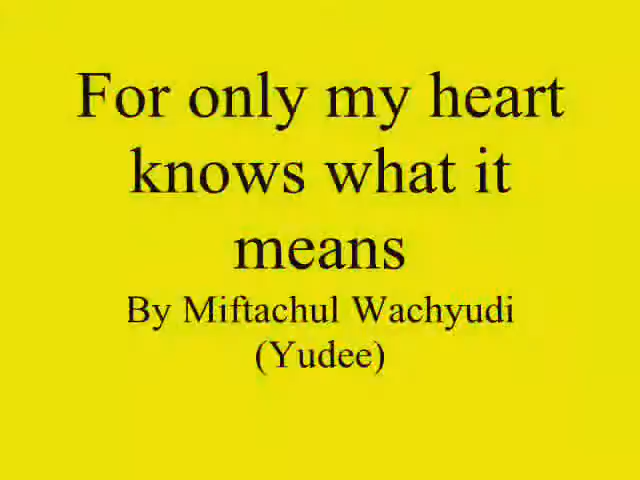 For only my heart
knows what it
means
By Miftachul Wachyudi
(Yudee)